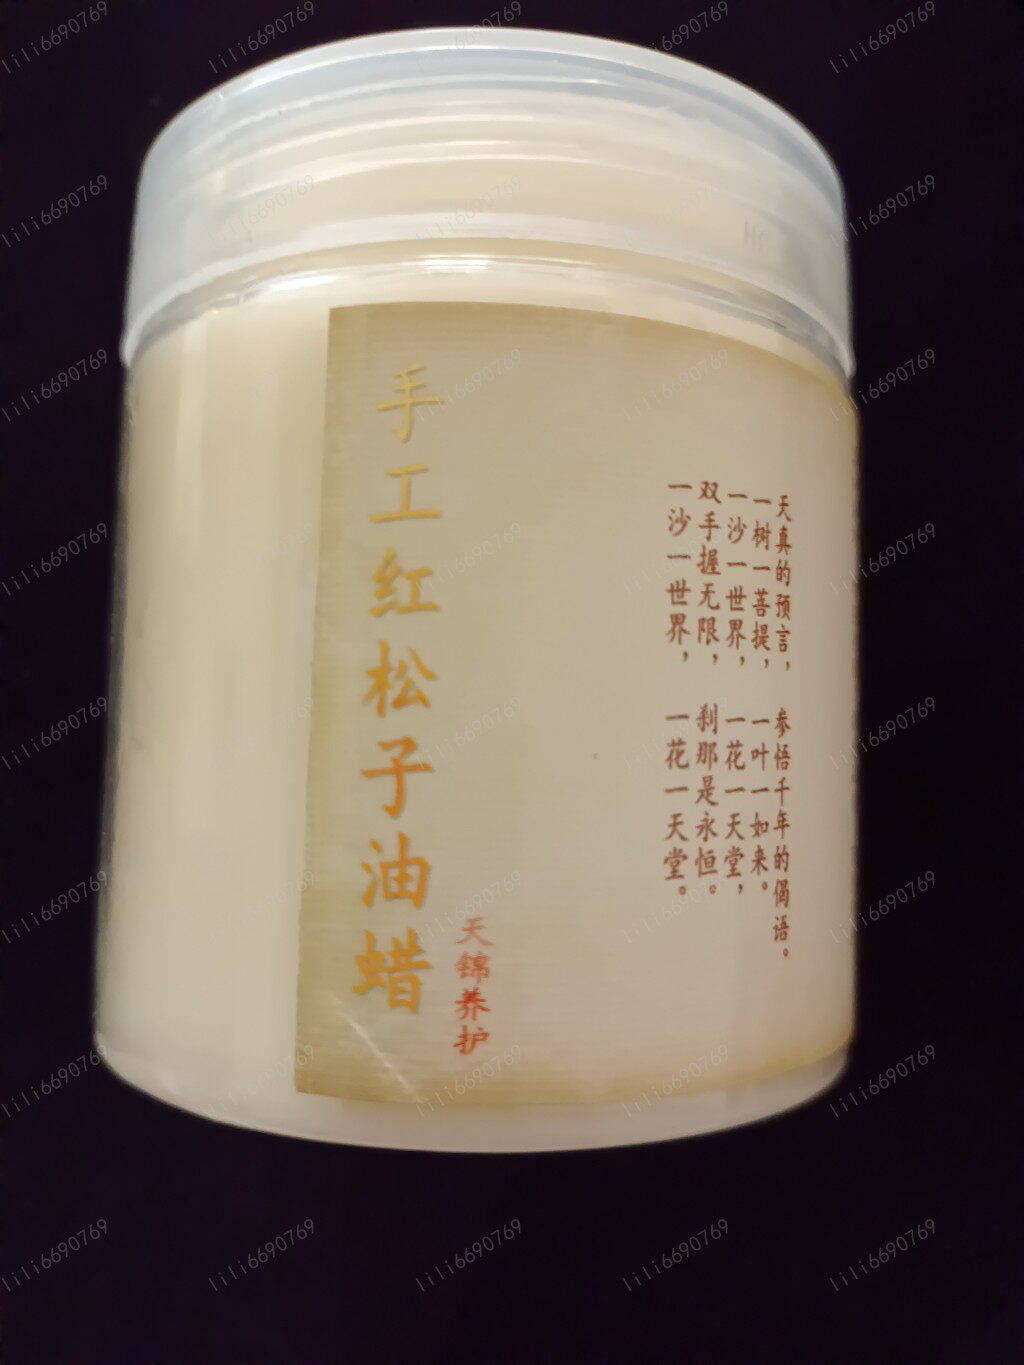 手工红松子油蜡
天锦养护
天真的预言，参悟千年的偈语。
一树一菩提，一叶一如来。
一沙一世界，一花一天堂，
双手握无限，刹那是永恒。
一沙一世界，一花一天堂。
lili6690769